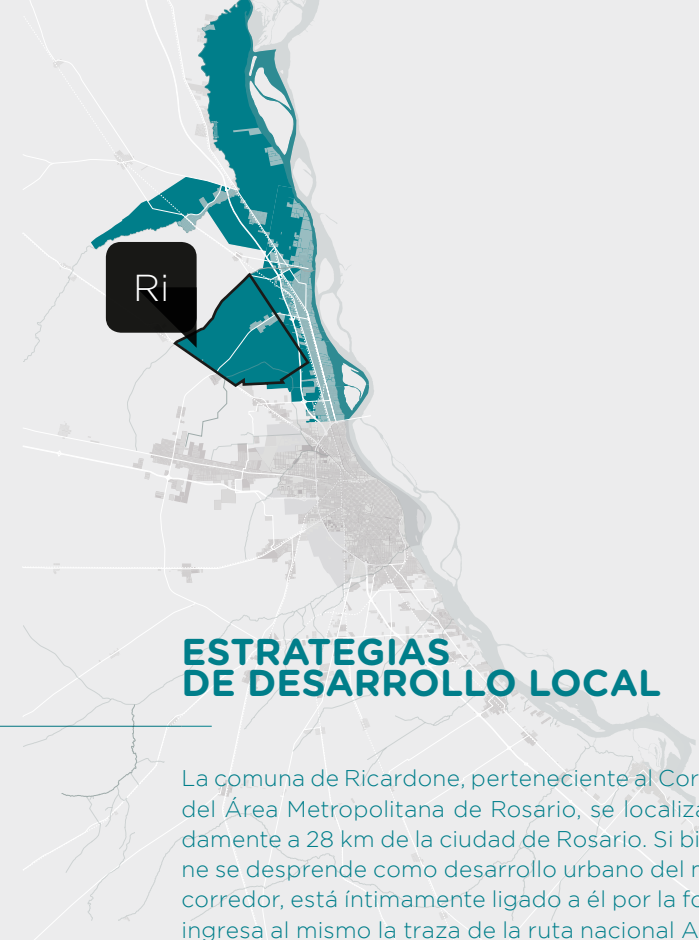 Ri
ESTRATEGIAS
DE DESARROLLO LOCAL
La comuna de Ricardone, perteneciente al Cor
del Área Metropolitana de Rosario, se localiza
damente a 28 km de la ciudad de Rosario. Si bi
ne se desprende como desarrollo urbano del
corredor, está íntimamente ligado a él por la fo
ingresa al mismo la traza de la ruta nacional A